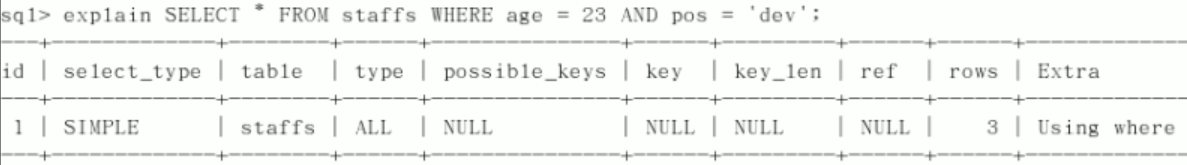 sql> explain SELECT * FROM staffs WHERE age = 23 AND pos = 'dev';
id | select_type | table | type | possible_keys | key | key_len | ref | rows | Extra
1 | SIMPLE | staffs | ALL | NULL | NULL | NULL | NULL | 3 | Using where